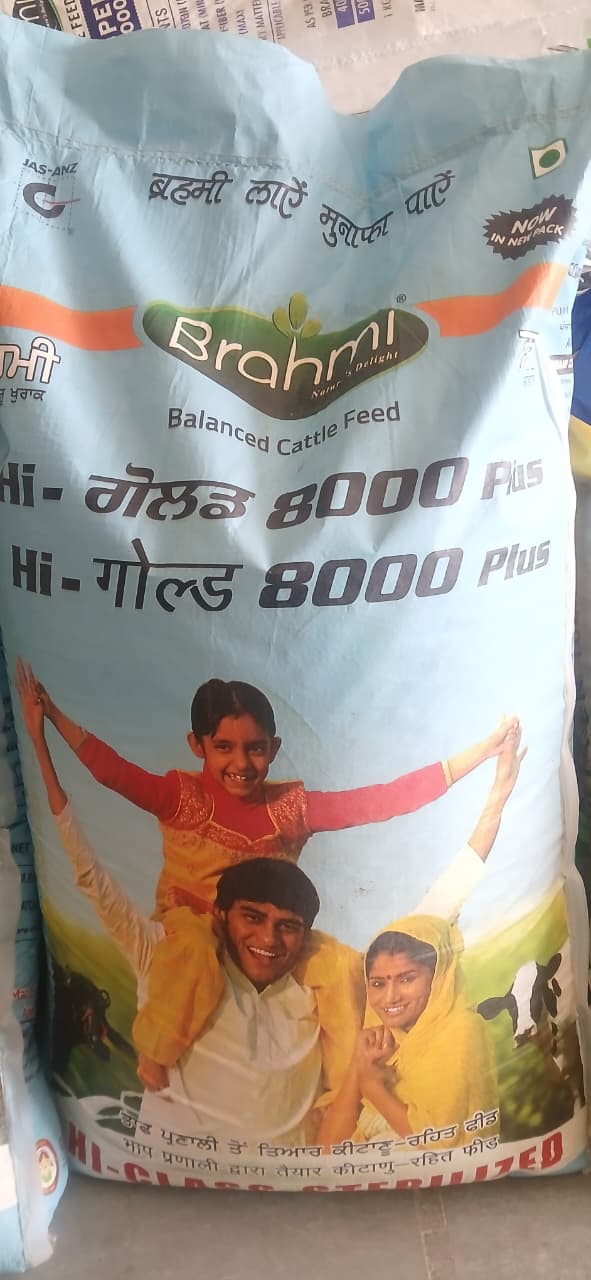 JAS-ANZ
ब्रहमी लाऐं मुनाफा पाऐं
NOW
IN NEW PACK
Brahmi®
Nature's Delight
ਖੁਰਾਕ
Balanced Cattle Feed
Hi- ਗੋਲਡ 8000 Plus
Hi- गोल्ड 8000 Plus
ਭਾਫ ਪ੍ਰਣਾਲੀ ਤੋਂ ਤਿਆਰ ਕੀਟਾਣੂ-ਰਹਿਤ ਫੀਡ
भाप प्रणाली द्वारा तैयार कीटाणु-रहित फीड
HI-CLASS STERILIZED